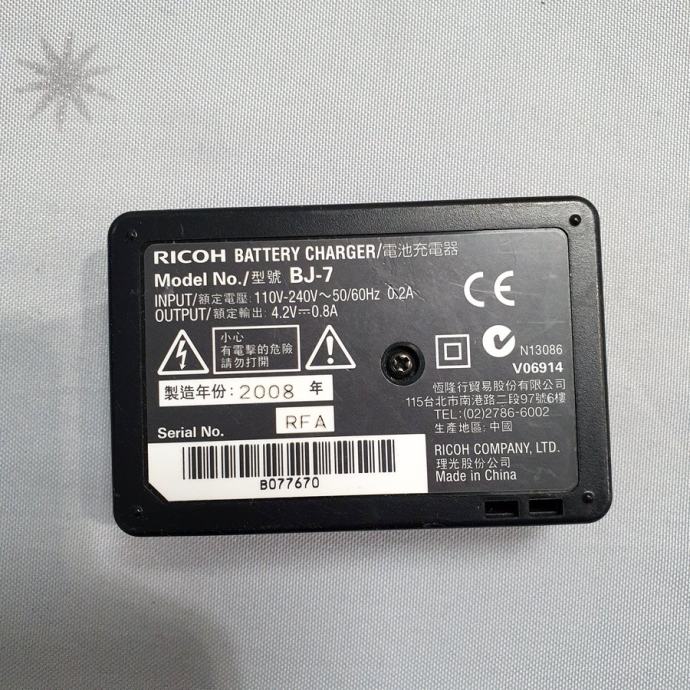 RICOH BATTERY CHARGER/電池充電器
Model No./型號 BJ-7
INPUT/額定電壓: 110V-240V～50/60Hz 0.2A
OUTPUT/額定輸出: 4.2V⎓0.8A
小心
有電擊的危險
請勿打開
製造年份: 2008 年
RFA
Serial No.
B077670
N13086
V06914
恆隆行貿易股份有限公司
115台北市南港路二段97號6樓
TEL:(02)2786-6002
生產地區: 中國
RICOH COMPANY, LTD.
理光股份公司
Made in China